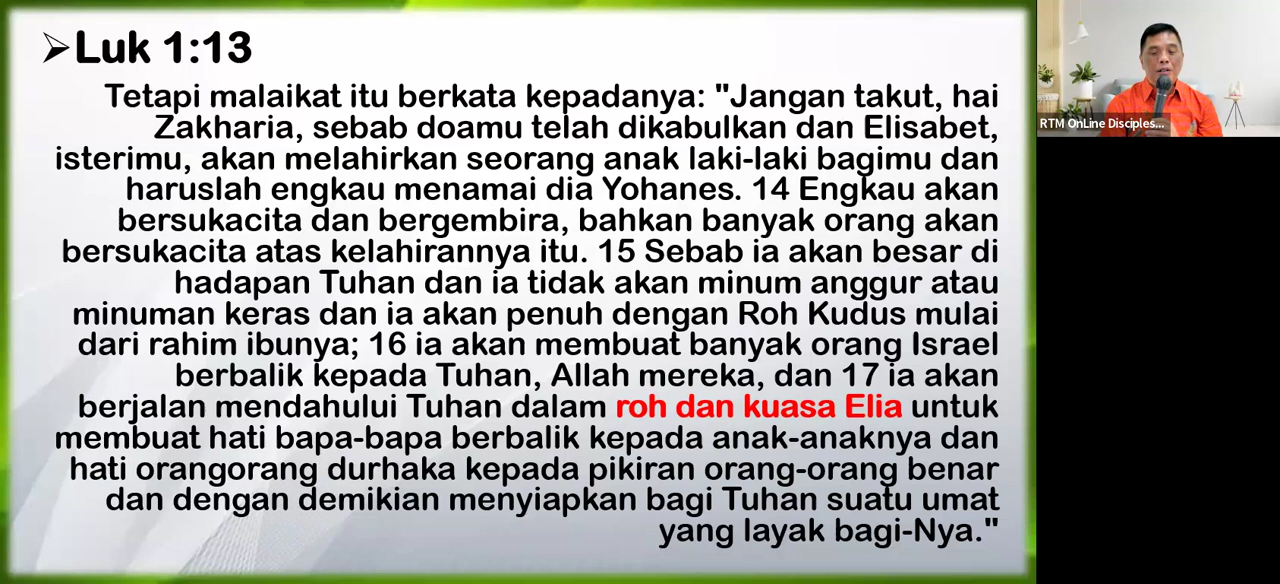 ➢Luk 1:13
Tetapi malaikat itu berkata kepadanya: "Jangan takut, hai
Zakharia, sebab doamu telah dikabulkan dan Elisabet,
isterimu, akan melahirkan seorang anak laki-laki bagimu dan
haruslah engkau menamai dia Yohanes. 14 Engkau akan
bersukacita dan bergembira, bahkan banyak orang akan
bersukacita atas kelahirannya itu. 15 Sebab ia akan besar di
hadapan Tuhan dan ia tidak akan minum anggur atau
minuman keras dan ia akan penuh dengan Roh Kudus mulai
dari rahim ibunya; 16 ia akan membuat banyak orang Israel
berbalik kepada Tuhan, Allah mereka, dan 17 ia akan
berjalan mendahului Tuhan dalam roh dan kuasa Elia untuk
membuat hati bapa-bapa berbalik kepada anak-anaknya dan
hati orangorang durhaka kepada pikiran orang-orang benar
dan dengan demikian menyiapkan bagi Tuhan suatu umat
yang layak bagi-Nya."
RTM OnLine Disciples...